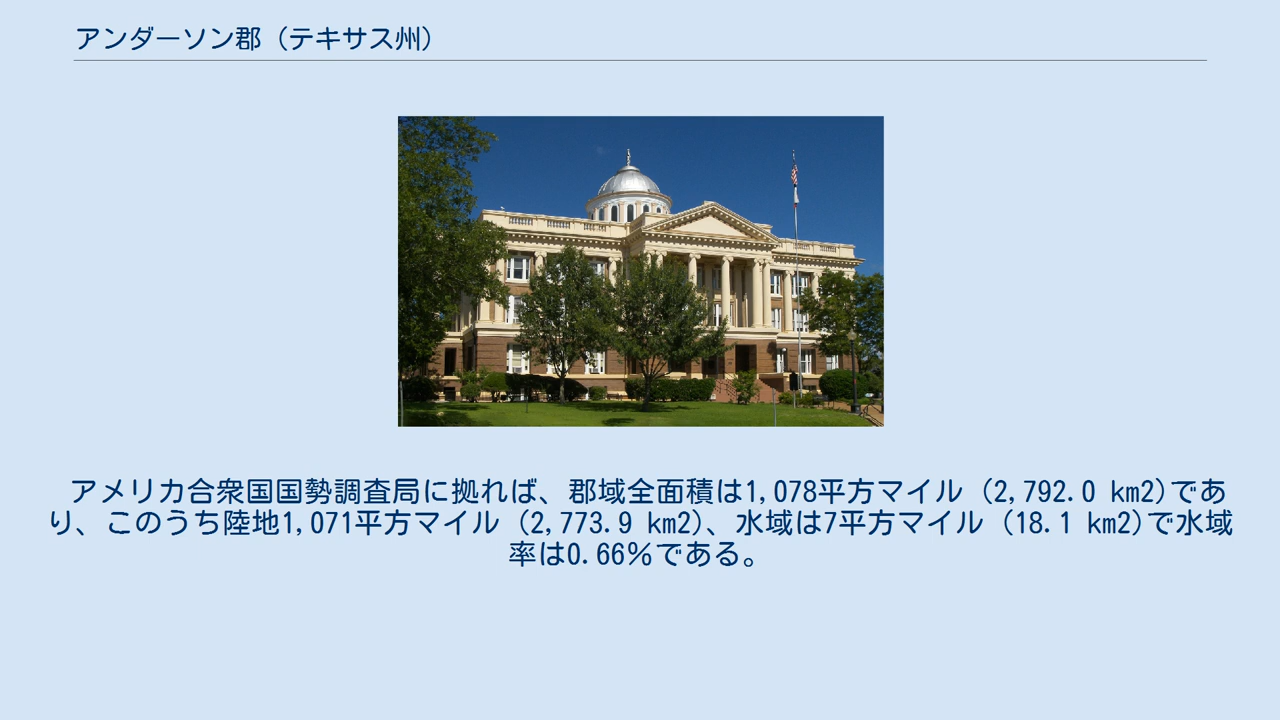 アンダーソン郡 (テキサス州)
アメリカ合衆国国勢調査局に拠れば、郡域全面積は1,078平方マイル (2,792.0 km2)であ
り、このうち陸地1,071平方マイル (2,773.9 km2)、水域は7平方マイル (18.1 km2)で水域
率は0.66%である。